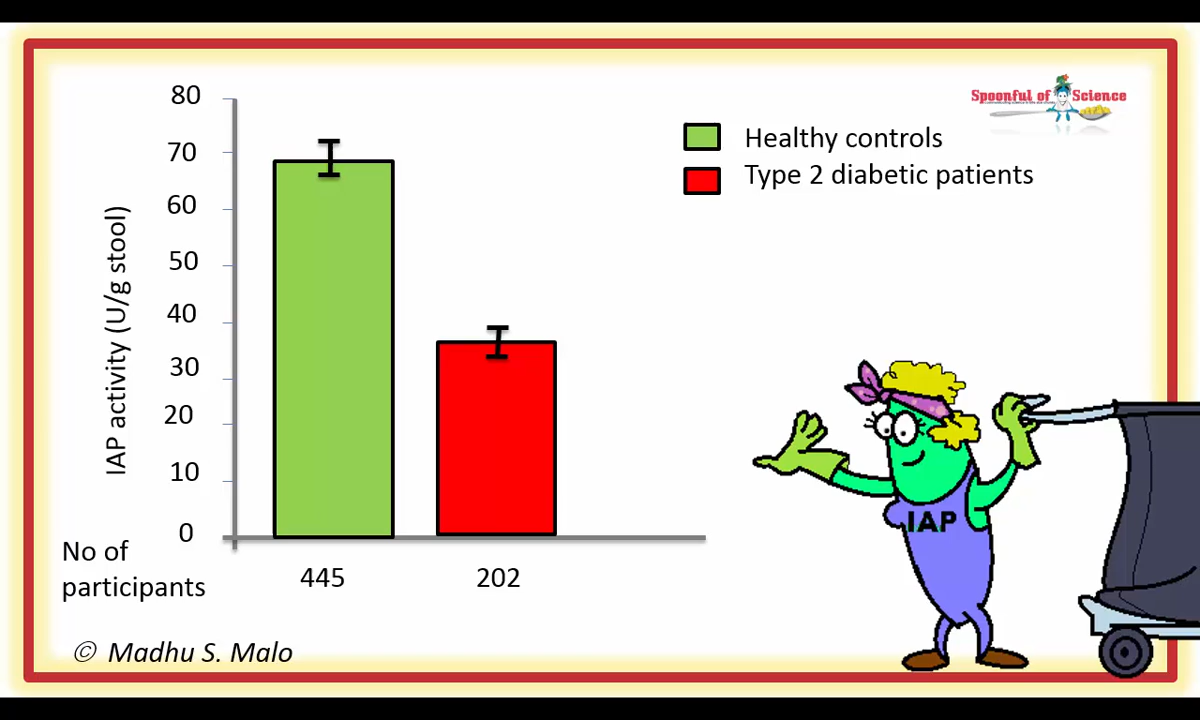 Spoonful of Science
80
70
60
50
40
30
20
10
0
IAP activity (U/g stool)
Healthy controls
Type 2 diabetic patients
IAP
No of
participants
445
202
© Madhu S. Malo